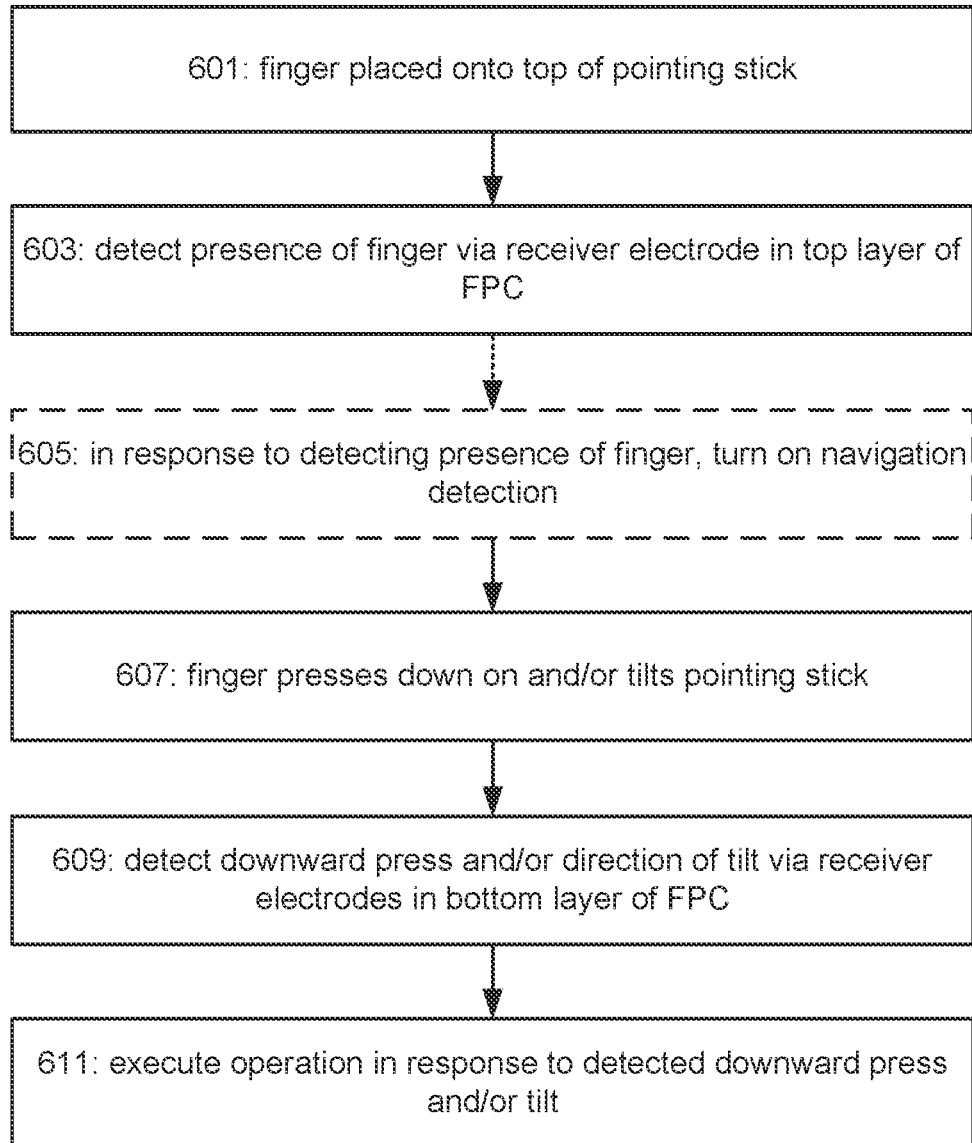 601: finger placed onto top of pointing stick
603: detect presence of finger via receiver electrode in top layer of
FPC
605: in response to detecting presence of finger, turn on navigation
detection
607: finger presses down on and/or tilts pointing stick
609: detect downward press and/or direction of tilt via receiver
electrodes in bottom layer of FPC
611: execute operation in response to detected downward press
and/or tilt